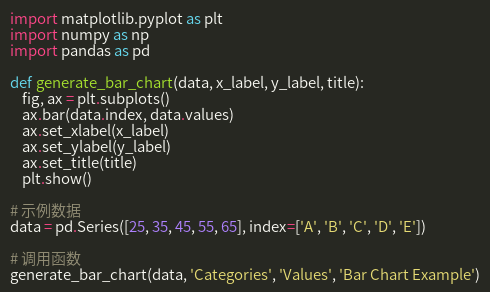 import matplotlib.pyplot as plt
import numpy as np
import pandas as pd
def generate_bar_chart(data, x_label, y_label, title):
fig, ax = plt.subplots()
ax.bar(data.index, data.values)
ax.set_xlabel(x_label)
ax.set_ylabel(y_label)
ax.set_title(title)
plt.show()
# 示例数据
data = pd.Series([25, 35, 45, 55, 65], index=['A', 'B', 'C', 'D', 'E'])
# 调用函数
generate_bar_chart(data, 'Categories', 'Values', 'Bar Chart Example')